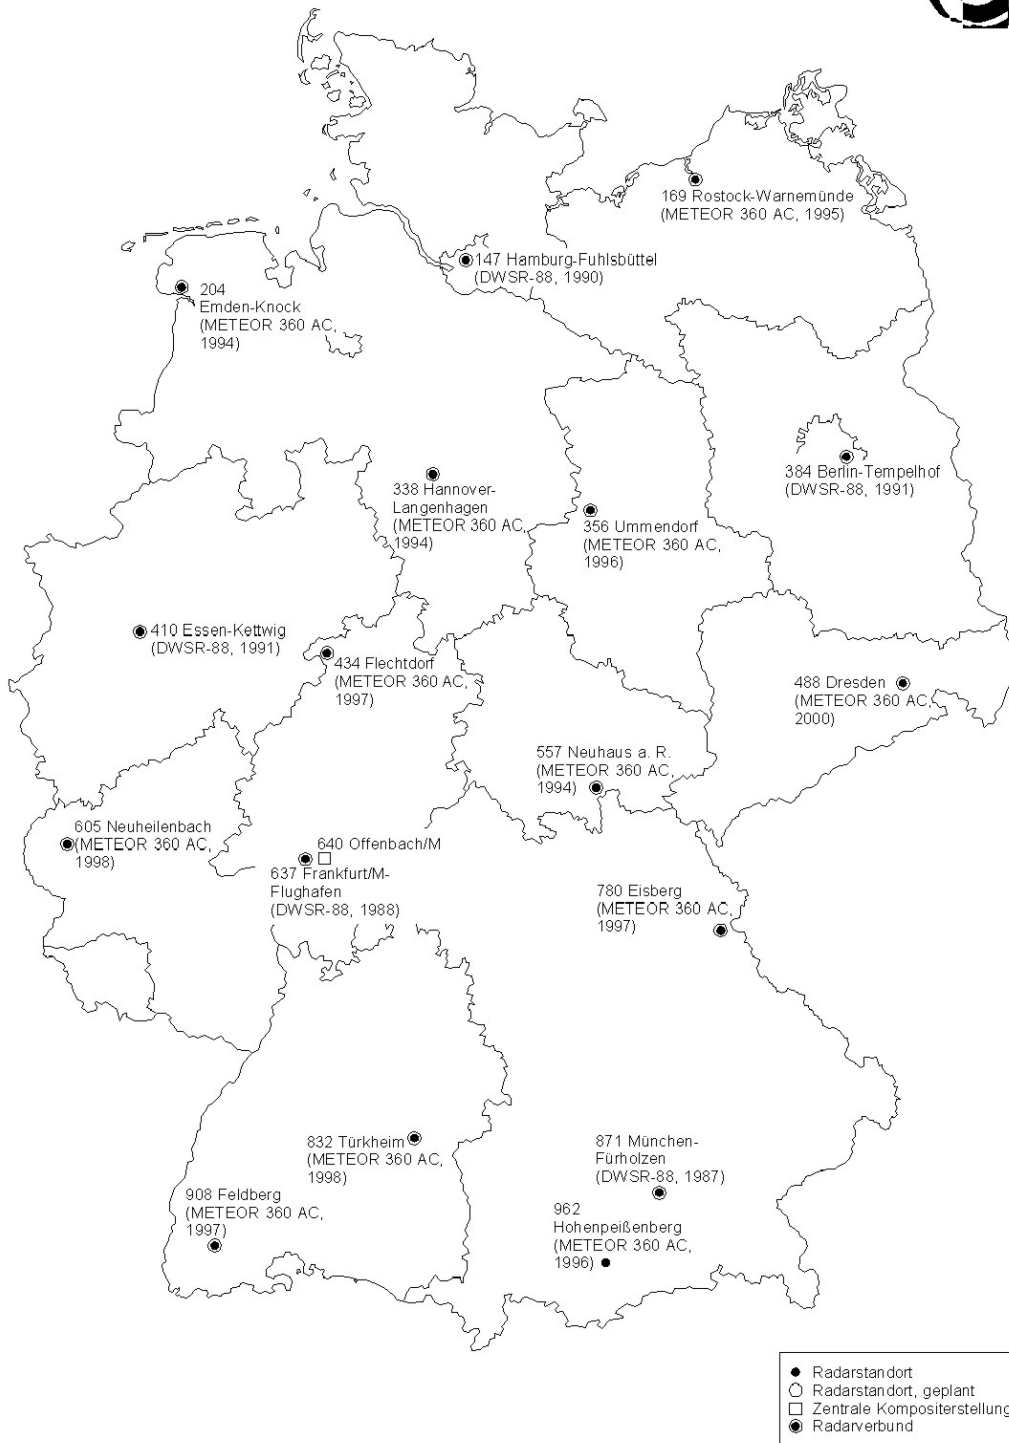 169 Rostock-Warnemünde
(METEOR 360 AC, 1995)
147 Hamburg-Fuhlsbüttel
(DWSR-88, 1990)
204
Emden-Knock
(METEOR 360 AC,
1994)
384 Berlin-Tempelhof
(DWSR-88, 1991)
338 Hannover-
Langenhagen
(METEOR 360 AC,
1994)
356 Ummendorf
(METEOR 360 AC,
1996)
410 Essen-Kettwig
(DWSR-88, 1991)
434 Flechtdorf
(METEOR 360 AC,
1997)
488 Dresden
(METEOR 360 AC,
2000)
557 Neuhaus a. R.
(METEOR 360 AC,
1994)
605 Neuheilenbach
(METEOR 360 AC,
1998)
640 Offenbach/M
637 Frankfurt/M-
Flughafen
(DWSR-88, 1988)
780 Eisberg
(METEOR 360 AC,
1997)
832 Türkheim
(METEOR 360 AC,
1998)
871 München-
Fürholzen
(DWSR-88, 1987)
908 Feldberg
(METEOR 360 AC,
1997)
962
Hohenpeißenberg
(METEOR 360 AC,
1996)
Radarstandort
Radarstandort, geplant
Zentrale Kompositerstellung
Radarverbund